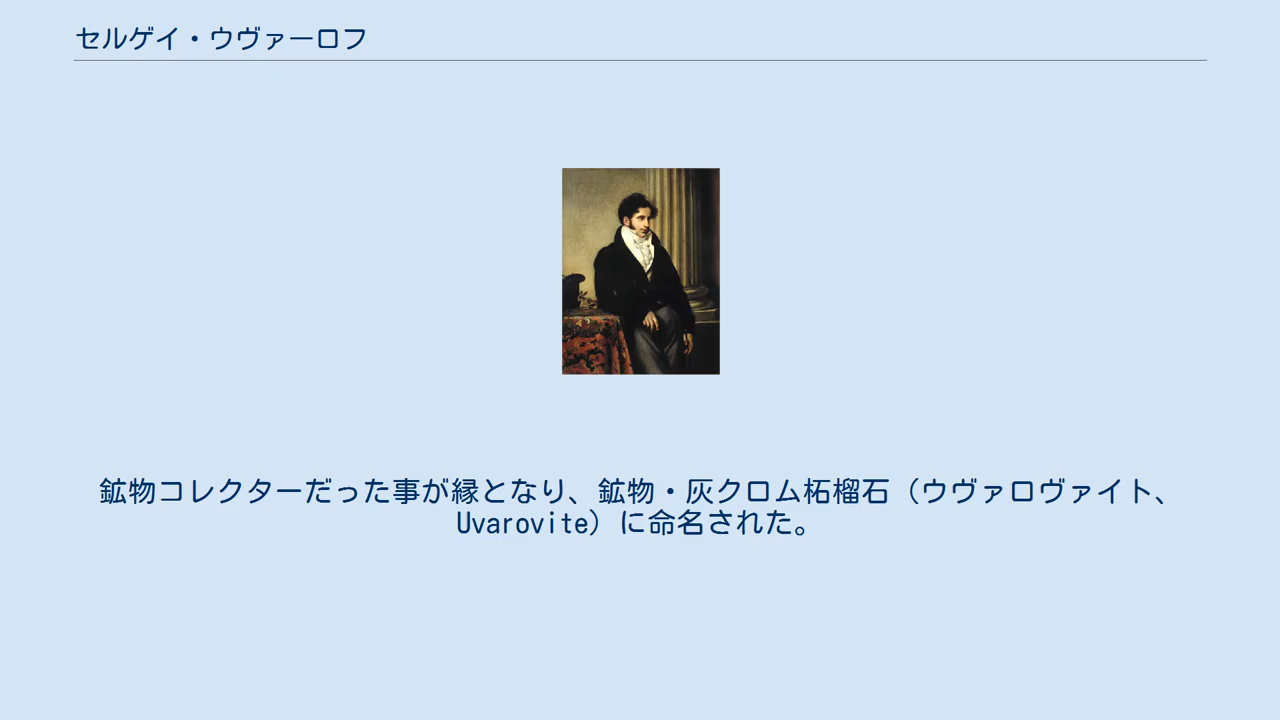 セルゲイ・ウヴァーロフ
鉱物コレクターだった事が縁となり、鉱物・灰クロム柘榴石（ウヴァロヴァイト、
Uvarovite）に命名された。